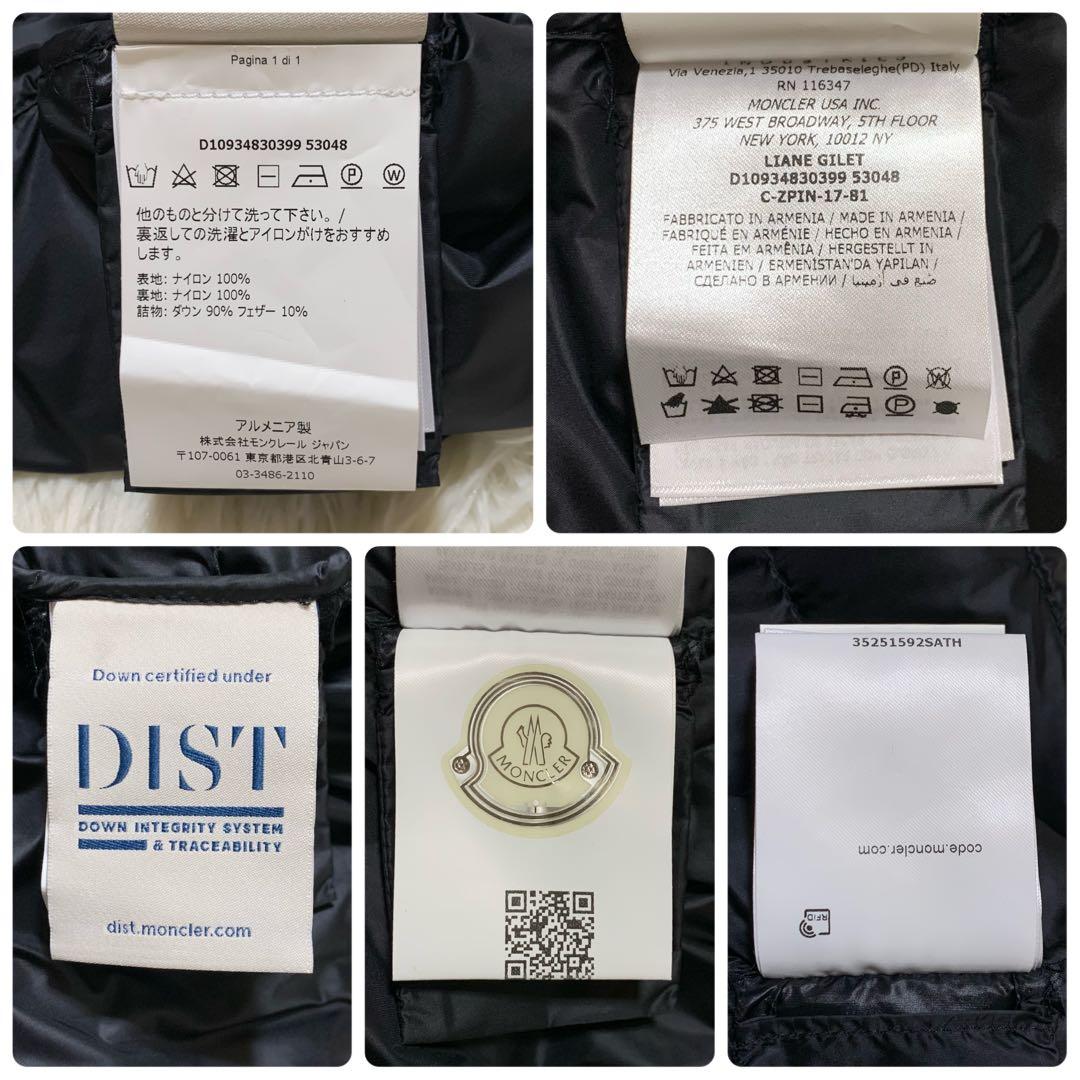 Pagina 1 di 1
D10934830399 53048
P W
他のものと分けて洗って下さい。/
裏返しての洗濯とアイロンがけをおすすめ
します。
表地: ナイロン 100%
裏地: ナイロン 100%
詰物: ダウン 90% フェザー 10%
アルメニア製
株式会社モンクレール ジャパン
〒107-0061 東京都港区北青山3-6-7
03-3486-2110
INDUSTRIES
Via Venezia,1 35010 Trebaseleghe(PD) Italy
RN 116347
MONCLER USA INC.
375 WEST BROADWAY, 5TH FLOOR
NEW YORK, 10012 NY
LIANE GILET
D10934830399 53048
C-ZPIN-17-81
FABBRICATO IN ARMENIA / MADE IN ARMENIA /
FABRIQUÉ EN ARMÉNIE / HECHO EN ARMENIA /
FEITA EM ARMÊNIA / HERGESTELLT IN
ARMENIEN / ERMENİSTAN'DA YAPILAN /
СДЕЛАНО В АРМЕНИИ / صنع في أرمينيا
P W
P
Down certified under
DIST
DOWN INTEGRITY SYSTEM
& TRACEABILITY
dist.moncler.com
MONCLER
35251592SATH
code.moncler.com
RFID